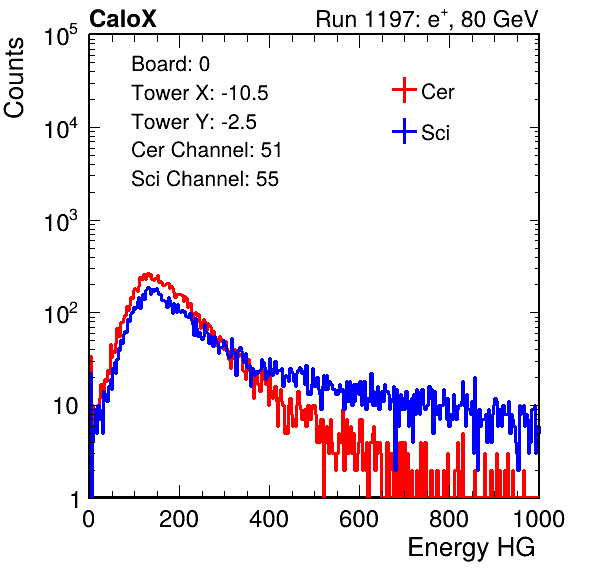 CaloX Run 1197: e⁺, 80 GeV
Counts
Board: 0
Tower X: -10.5
Tower Y: -2.5
Cer Channel: 51
Sci Channel: 55
Cer
Sci
10⁵
10⁴
10³
10²
10
1
0 200 400 600 800 1000
Energy HG